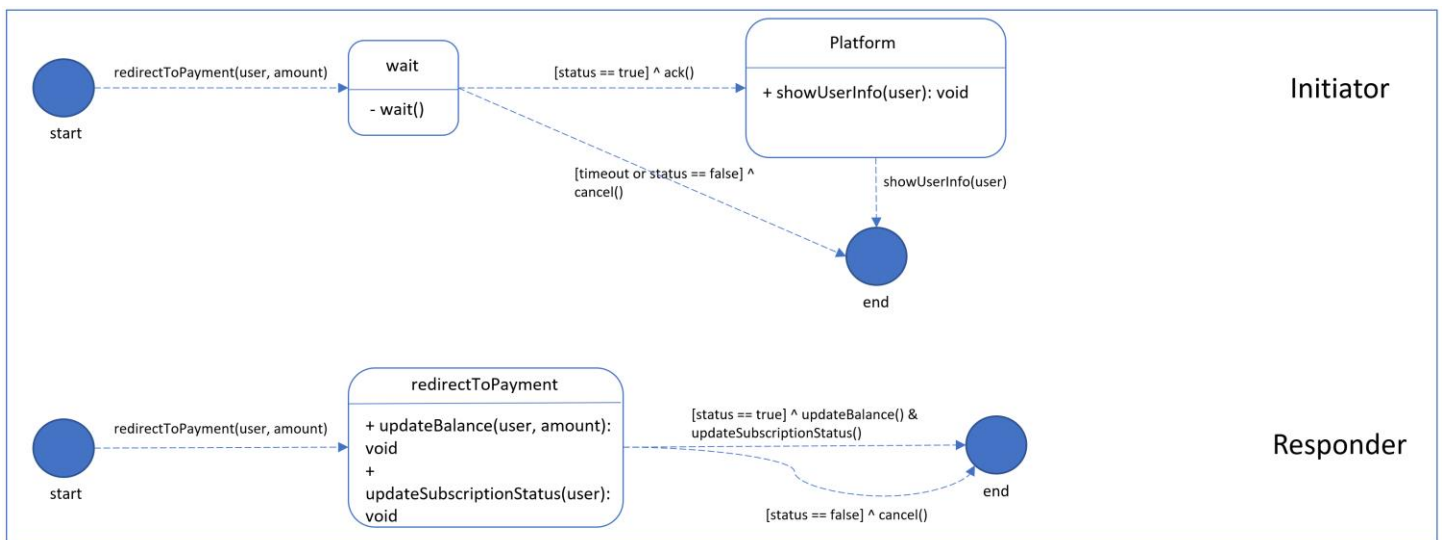 redirectToPayment(user, amount)
start
wait
- wait()
[status == true] ^ ack()
[timeout or status == false] ^
cancel()
Platform
+ showUserInfo(user): void
showUserInfo(user)
end
Initiator
redirectToPayment(user, amount)
start
redirectToPayment
+ updateBalance(user, amount):
void
+
updateSubscriptionStatus(user):
void
[status == true] ^ updateBalance() &
updateSubscriptionStatus()
[status == false] ^ cancel()
end
Responder